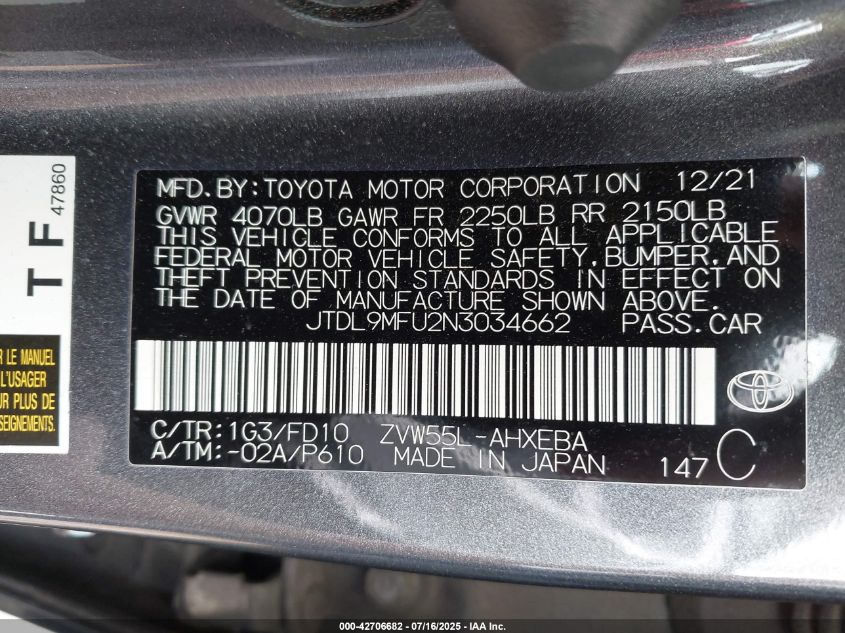 MFD. BY: TOYOTA MOTOR CORPORATION 12/21
GVWR 4070LB GAWR FR 2250LB RR 2150LB
THIS VEHICLE CONFORMS TO ALL APPLICABLE
FEDERAL MOTOR VEHICLE SAFETY, BUMPER, AND
THEFT PREVENTION STANDARDS IN EFFECT ON
THE DATE OF MANUFACTURE SHOWN ABOVE.
JTDL9MFU2N3034662 PASS. CAR
C/TR: 1G3/FD10 ZVW55L-AHXEBA
A/TM: -02A/P610 MADE IN JAPAN 147 C
T F
47860
LE MANUEL
L'USAGER
PLUS DE
000-42706682 - 07/16/2025 - IAA Inc.